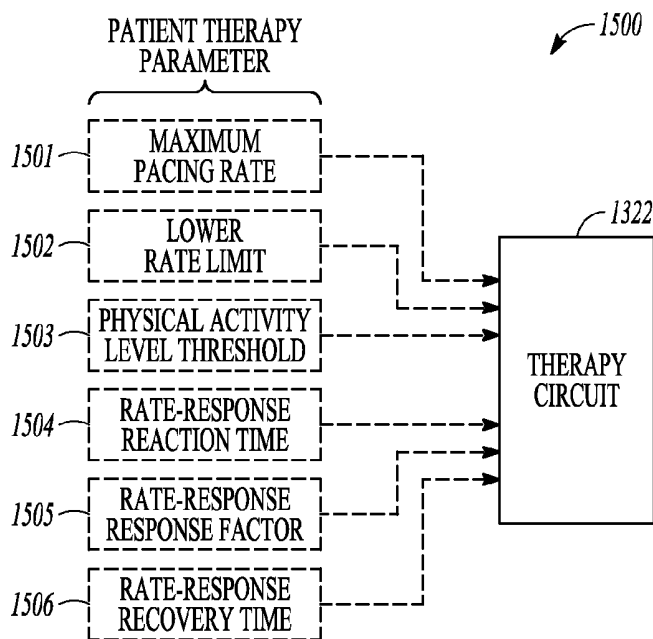 PATIENT THERAPY
PARAMETER
1500
1501
MAXIMUM
PACING RATE
1502
LOWER
RATE LIMIT
1322
1503
PHYSICAL ACTIVITY
LEVEL THRESHOLD
THERAPY
CIRCUIT
1504
RATE-RESPONSE
REACTION TIME
1505
RATE-RESPONSE
RESPONSE FACTOR
1506
RATE-RESPONSE
RECOVERY TIME